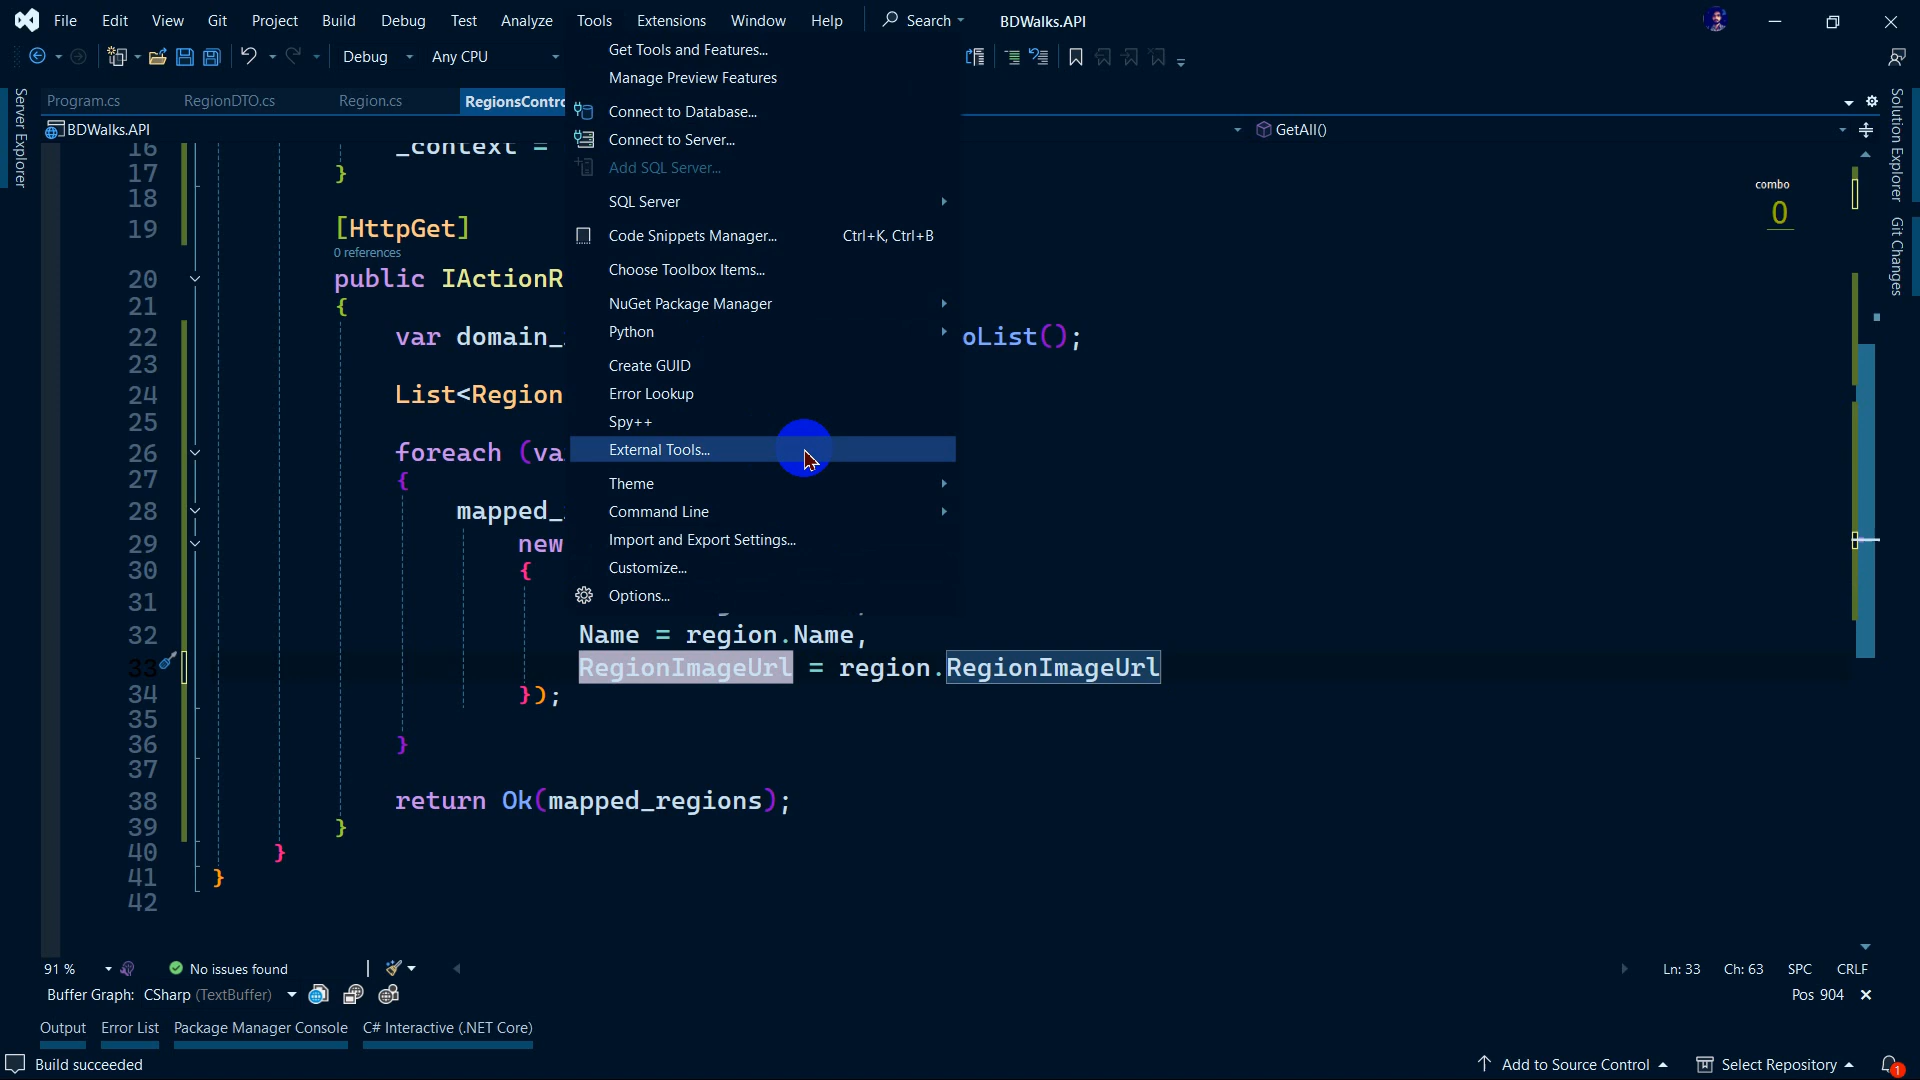 File Edit View Git Project Build Debug Test Analyze Tools Extensions Window Help Search BDWalks.API
Debug Any CPU
Program.cs RegionDTO.cs Region.cs RegionsContro
BDWalks.API GetAll()
Server Explorer
Solution Explorer
Git Changes
Get Tools and Features...
Manage Preview Features
Connect to Database...
Connect to Server...
Add SQL Server...
SQL Server
Code Snippets Manager... Ctrl+K, Ctrl+B
Choose Toolbox Items...
NuGet Package Manager
Python
Create GUID
Error Lookup
Spy++
External Tools...
Theme
Command Line
Import and Export Settings...
Customize...
Options...
combo
0
16 _context =
17 }
18
19 [HttpGet]
0 references
20 public IActionR
21 {
22 var domain_ oList();
23
24 List<Region
25
26 foreach (va
27 {
28 mapped_
29 new
30 {
31
32 Name = region.Name,
33 RegionImageUrl = region.RegionImageUrl
34 });
35
36 }
37
38 return Ok(mapped_regions);
39 }
40 }
41 }
42
91 % No issues found Ln: 33 Ch: 63 SPC CRLF
Buffer Graph: CSharp (TextBuffer) Pos 904
Output Error List Package Manager Console C# Interactive (.NET Core)
Build succeeded Add to Source Control Select Repository 1